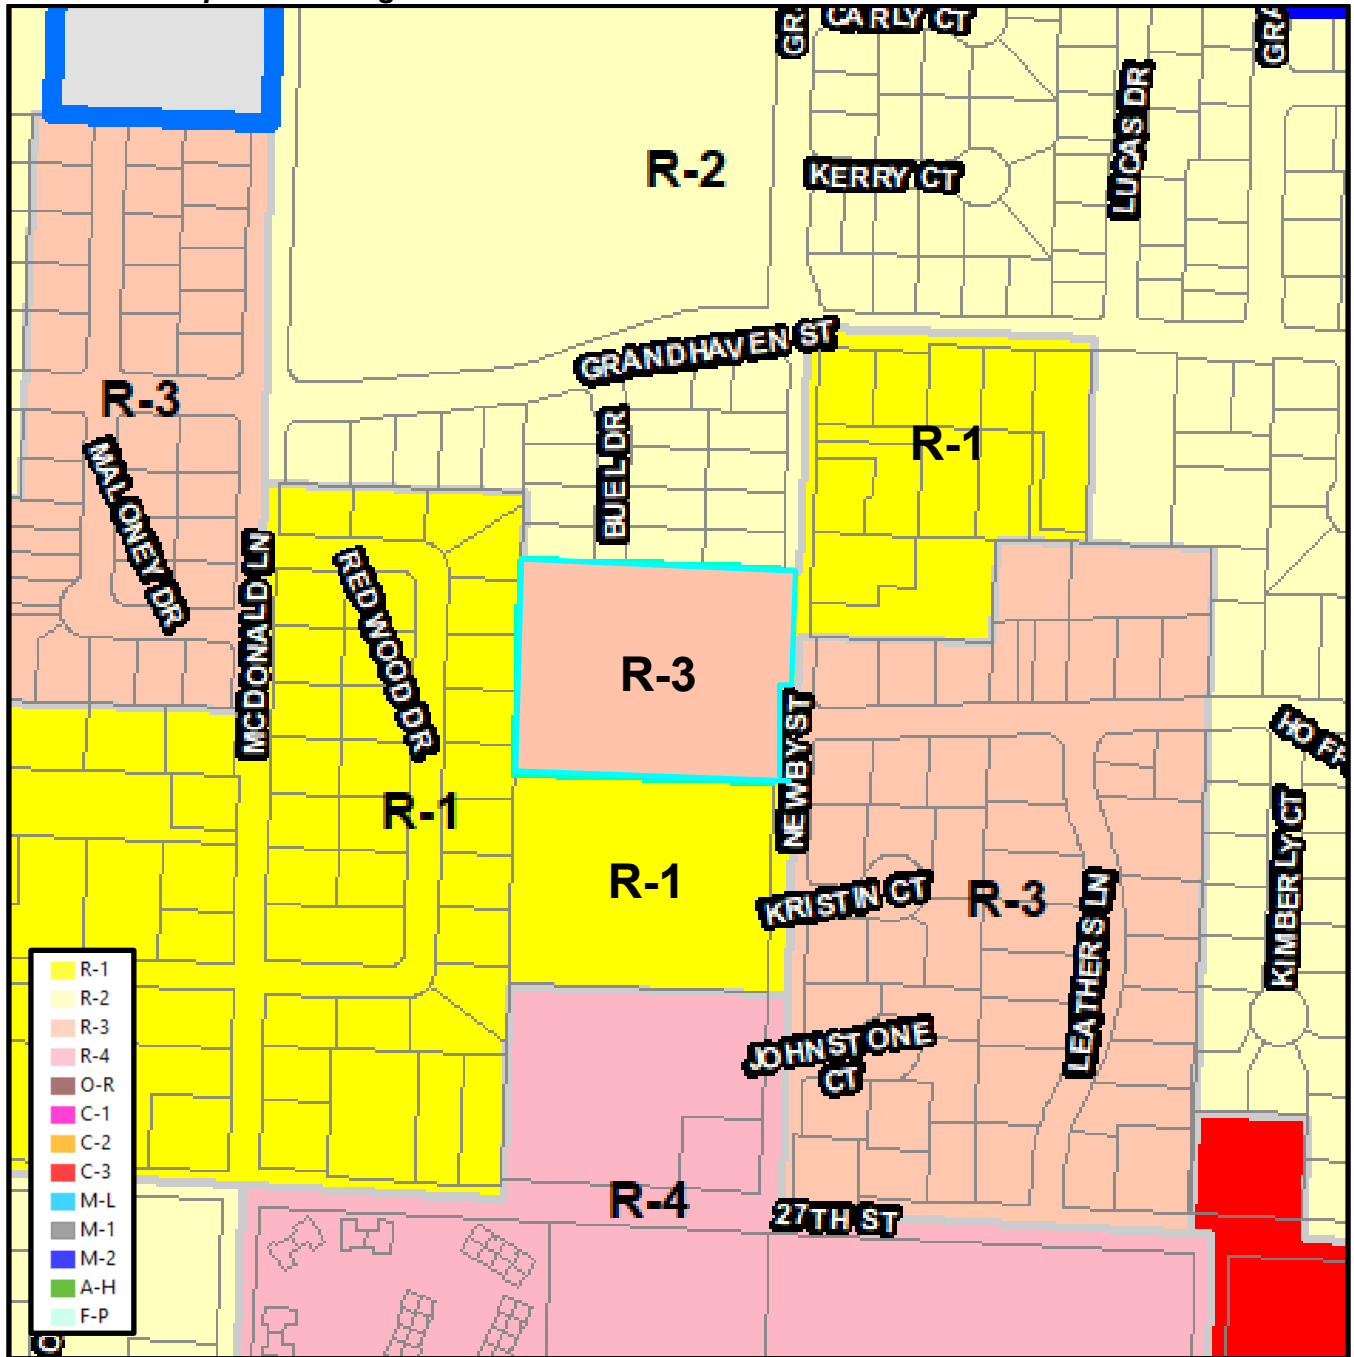 CARLY CT
LUCAS DR
R-2
KERRY CT
GRANDHAVEN ST
R-3
BUEL DR
R-1
MALONEY DR
MCDONALD LN
REDWOOD DR
R-3
NEWBY ST
R-1
R-1
KRISTIN CT
R-3
LEATHERS LN
KIMBERLY CT
JOHNSTONE
CT
R-4
27TH ST
R-1
R-2
R-3
R-4
O-R
C-1
C-2
C-3
M-L
M-1
M-2
A-H
F-P